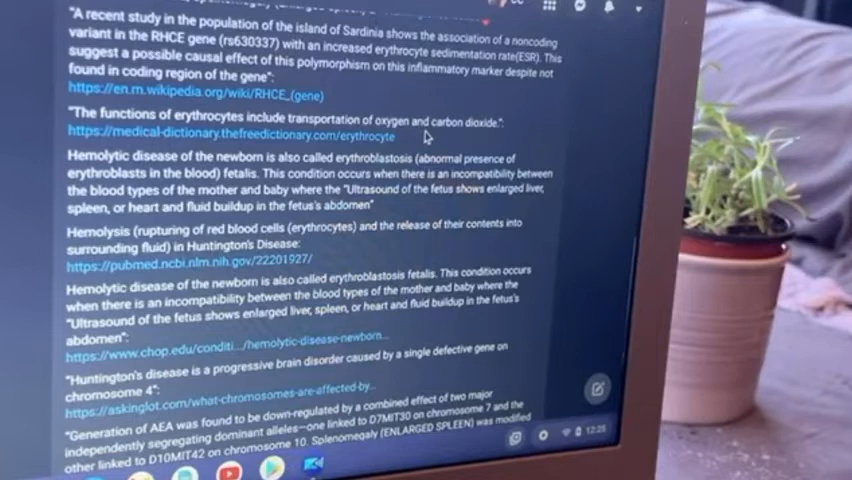 "A recent study in the population of the island of Sardinia shows the association of a noncoding
variant in the RHCE gene (rs630337) with an increased erythrocyte sedimentation rate(ESR). This
suggest a possible causal effect of this polymorphism on this inflammatory marker despite not
found in coding region of the gene":
https://en.m.wikipedia.org/wiki/RHCE_(gene)
"The functions of erythrocytes include transportation of oxygen and carbon dioxide.":
https://medical-dictionary.thefreedictionary.com/erythrocyte
Hemolytic disease of the newborn is also called erythroblastosis (abnormal presence of
erythroblasts in the blood) fetalis. This condition occurs when there is an incompatibility between
the blood types of the mother and baby where the "Ultrasound of the fetus shows enlarged liver,
spleen, or heart and fluid buildup in the fetus's abdomen"
Hemolysis (rupturing of red blood cells (erythrocytes) and the release of their contents into
surrounding fluid) in Huntington's Disease:
https://pubmed.ncbi.nlm.nih.gov/22201927/
Hemolytic disease of the newborn is also called erythroblastosis fetalis. This condition occurs
when there is an incompatibility between the blood types of the mother and baby where the
"Ultrasound of the fetus shows enlarged liver, spleen, or heart and fluid buildup in the fetus's
abdomen":
https://www.chop.edu/conditi.../hemolytic-disease-newborn...
"Huntington's disease is a progressive brain disorder caused by a single defective gene on
chromosome 4":
https://askinglot.com/what-chromosomes-are-affected-by...
"Generation of AEA was found to be down-regulated by a combined effect of two major
independently segregating dominant alleles—one linked to D7MIT30 on chromosome 7 and the
other linked to D10MIT42 on chromosome 10. Splenomegaly (ENLARGED SPLEEN) was modified
12:25